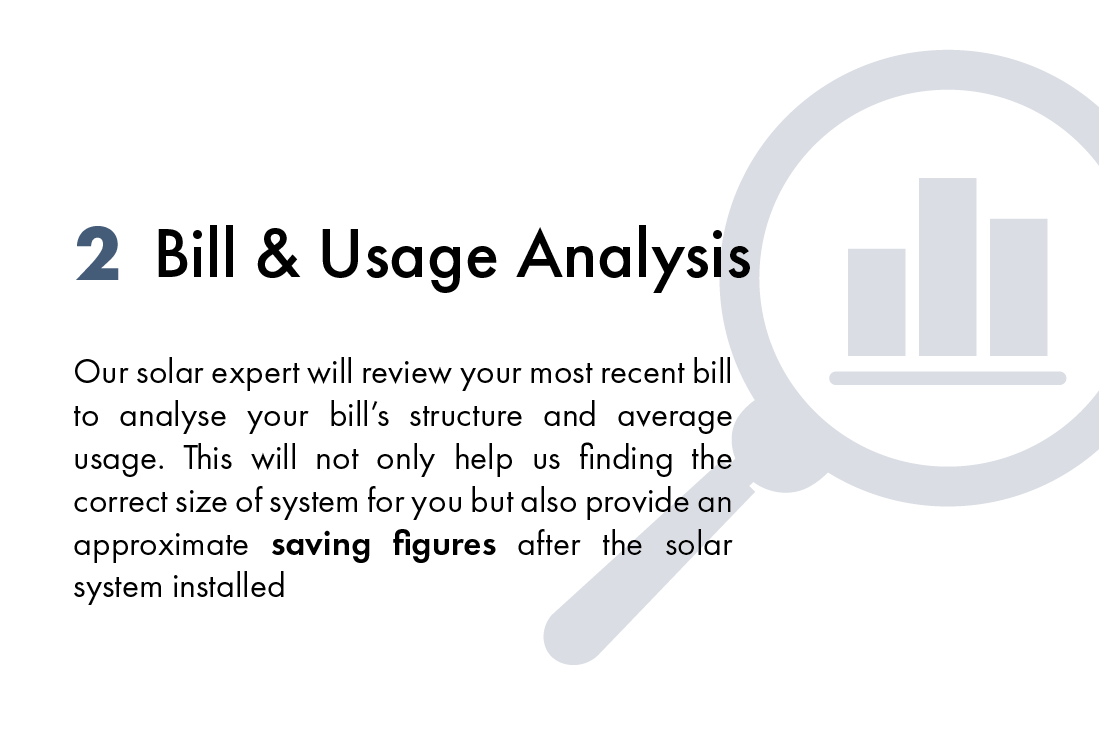 2 Bill & Usage Analysis
Our solar expert will review your most recent bill
to analyse your bill’s structure and average
usage. This will not only help us finding the
correct size of system for you but also provide an
approximate saving figures after the solar
system installed